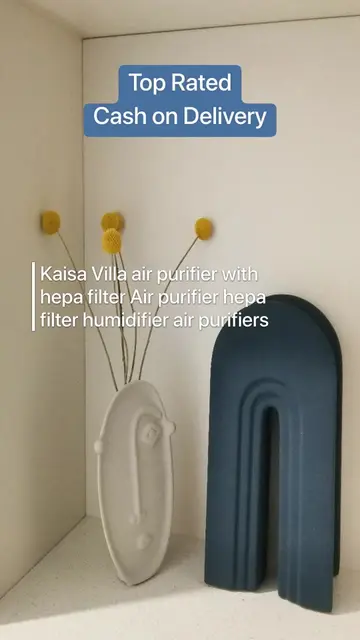 Top Rated
Cash on Delivery
Kaisa Villa air purifier with
hepa filter Air purifier hepa
filter humidifier air purifiers